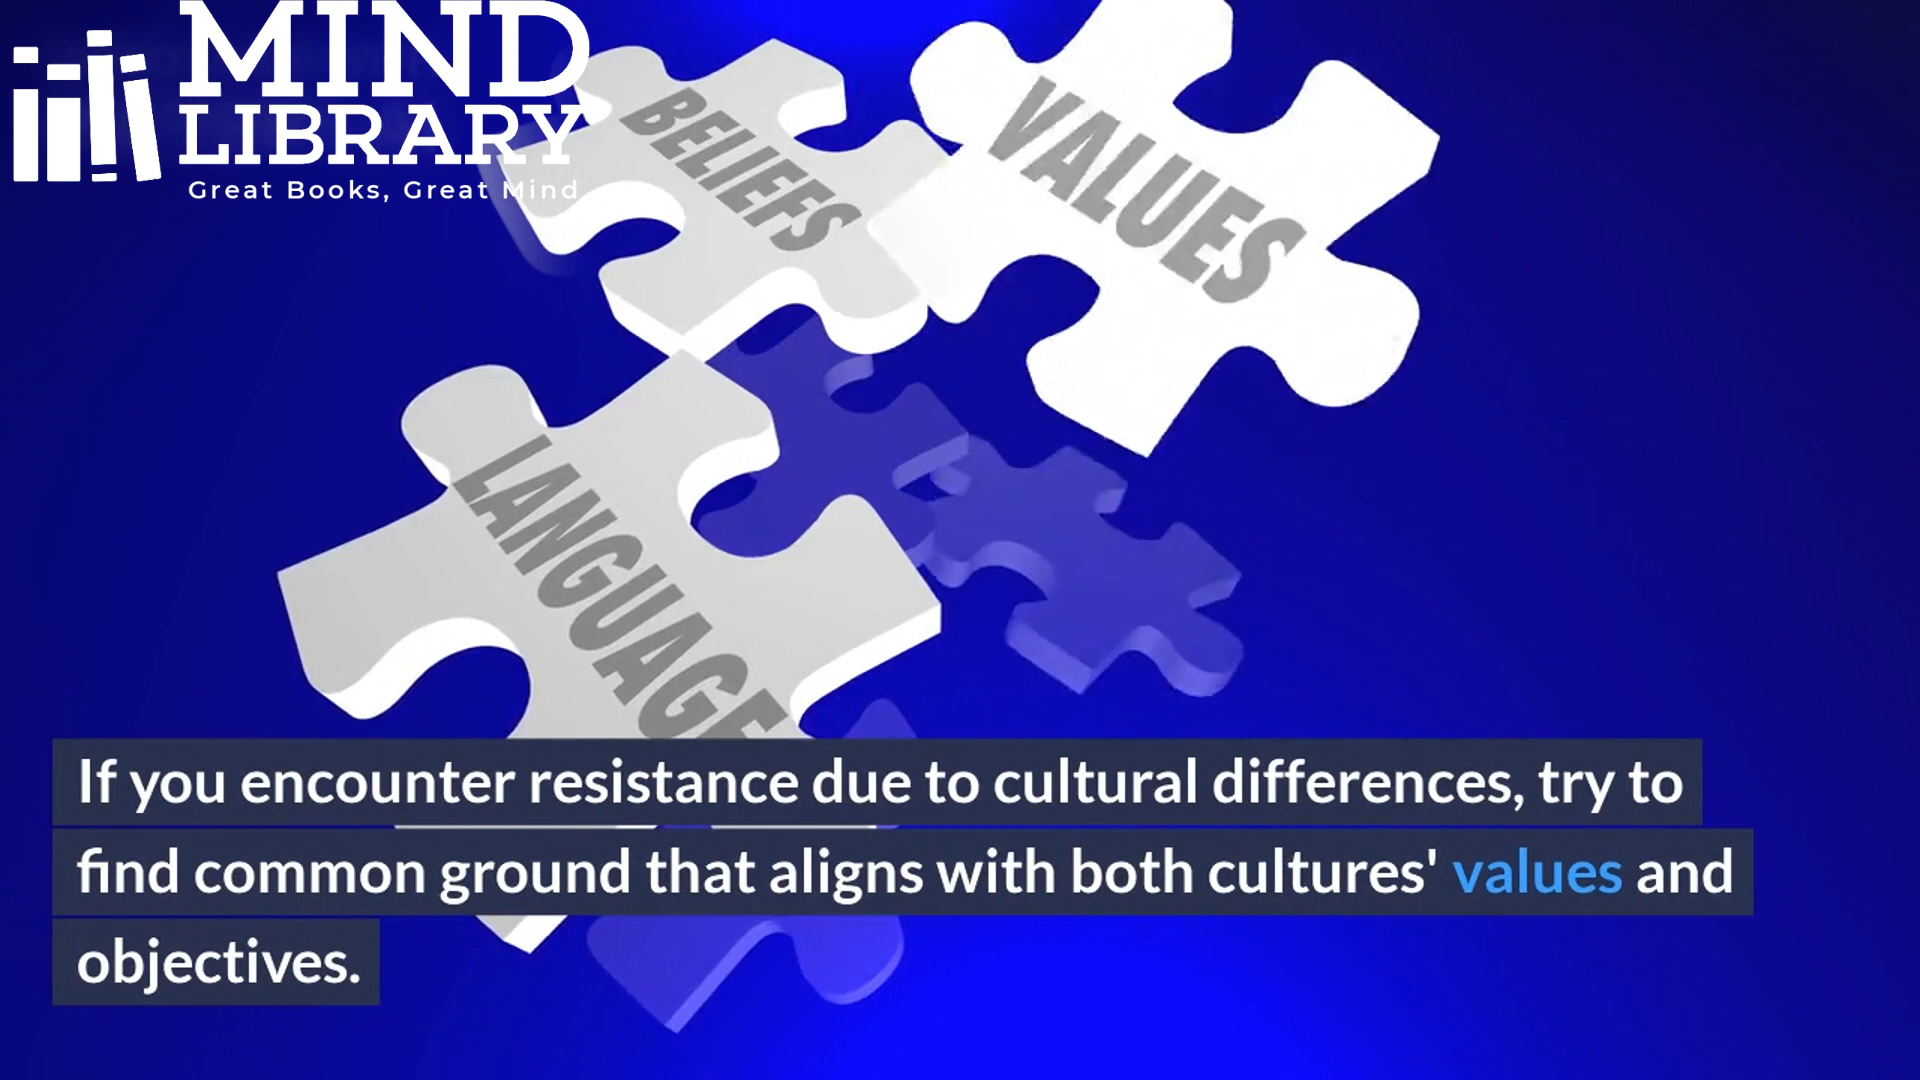 MIND
LIBRARY
Great Books, Great Mind
BELIEFS
VALUES
LANGUAGE
If you encounter resistance due to cultural differences, try to
find common ground that aligns with both cultures' values and
objectives.